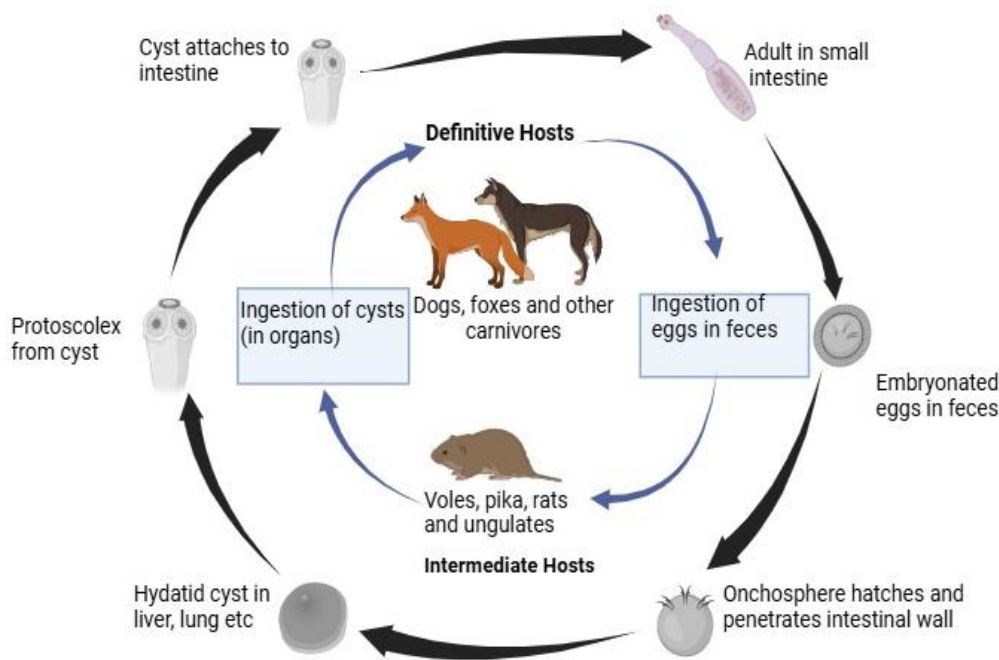 Cyst attaches to
intestine
Adult in small
intestine
Definitive Hosts
Dogs, foxes and other
carnivores
Ingestion of cysts
(in organs)
Ingestion of
eggs in feces
Protoscolex
from cyst
Embryonated
eggs in feces
Voles, pika, rats
and ungulates
Intermediate Hosts
Hydatid cyst in
liver, lung etc
Onchosphere hatches and
penetrates intestinal wall